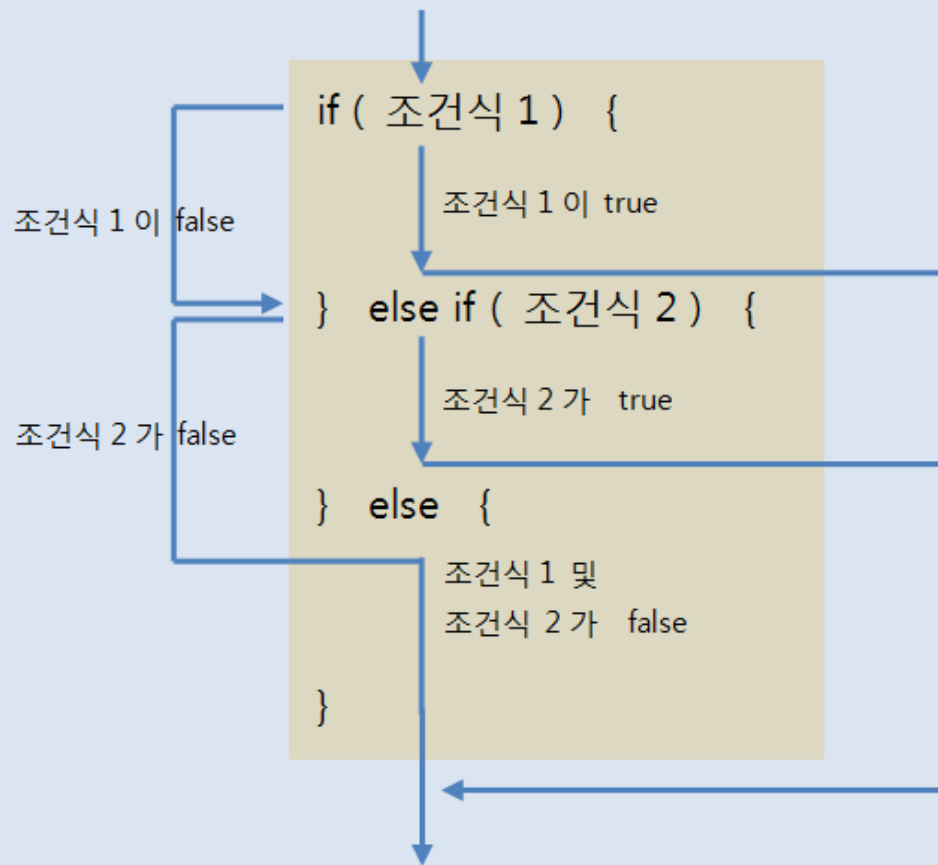 if ( 조건식 1 ) {
조건식 1 이 true
조건식 1 이 false
} else if ( 조건식 2 ) {
조건식 2 가 true
조건식 2 가 false
} else {
조건식 1 및
조건식 2 가 false
}